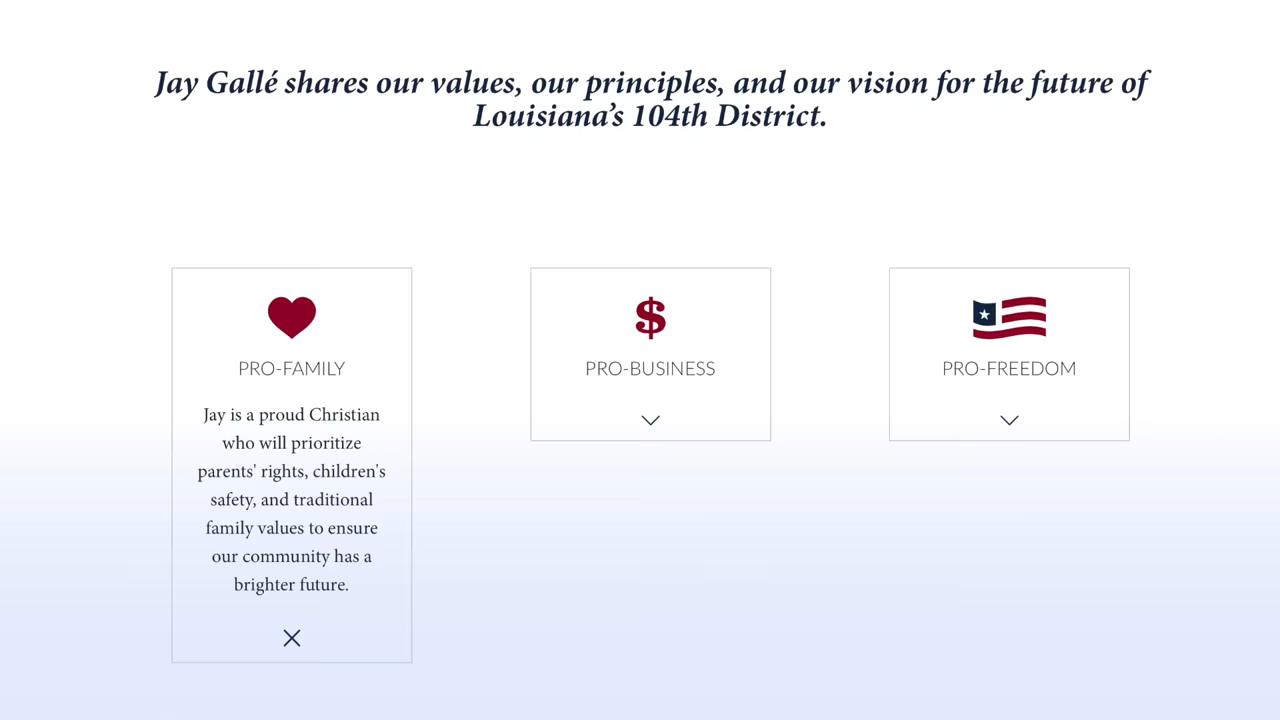 Jay Gallé shares our values, our principles, and our vision for the future of
Louisiana’s 104th District.
$
PRO-FAMILY
PRO-BUSINESS
PRO-FREEDOM
Jay is a proud Christian
who will prioritize
parents' rights, children's
safety, and traditional
family values to ensure
our community has a
brighter future.